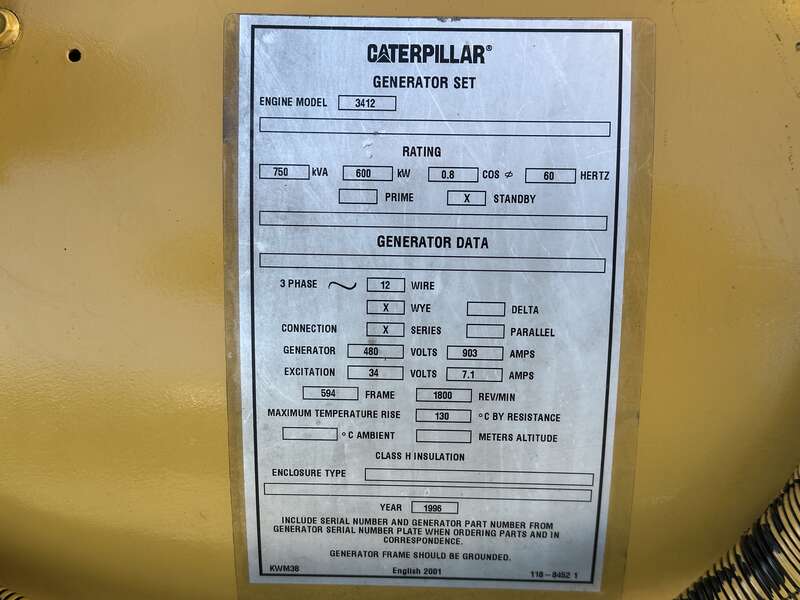 CATERPILLAR®
GENERATOR SET
ENGINE MODEL 3412
RATING
750 kVA 600 kW 0.8 COS ø 60 HERTZ
PRIME X STANDBY
GENERATOR DATA
3 PHASE ~ 12 WIRE
X WYE DELTA
CONNECTION X SERIES PARALLEL
GENERATOR 480 VOLTS 903 AMPS
EXCITATION 34 VOLTS 7.1 AMPS
594 FRAME 1800 REV/MIN
MAXIMUM TEMPERATURE RISE 130 °C BY RESISTANCE
°C AMBIENT METERS ALTITUDE
CLASS H INSULATION
ENCLOSURE TYPE
YEAR 1996
INCLUDE SERIAL NUMBER AND GENERATOR PART NUMBER FROM
GENERATOR SERIAL NUMBER PLATE WHEN ORDERING PARTS AND IN
CORRESPONDENCE.
GENERATOR FRAME SHOULD BE GROUNDED.
KWM38 English 2001 118-8452 1